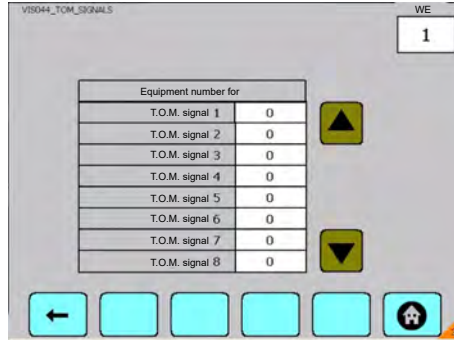 VIS044_TOM_SIGNALS
WE
1
Equipment number for
T.O.M. signal 1 0
T.O.M. signal 2 0
T.O.M. signal 3 0
T.O.M. signal 4 0
T.O.M. signal 5 0
T.O.M. signal 6 0
T.O.M. signal 7 0
T.O.M. signal 8 0